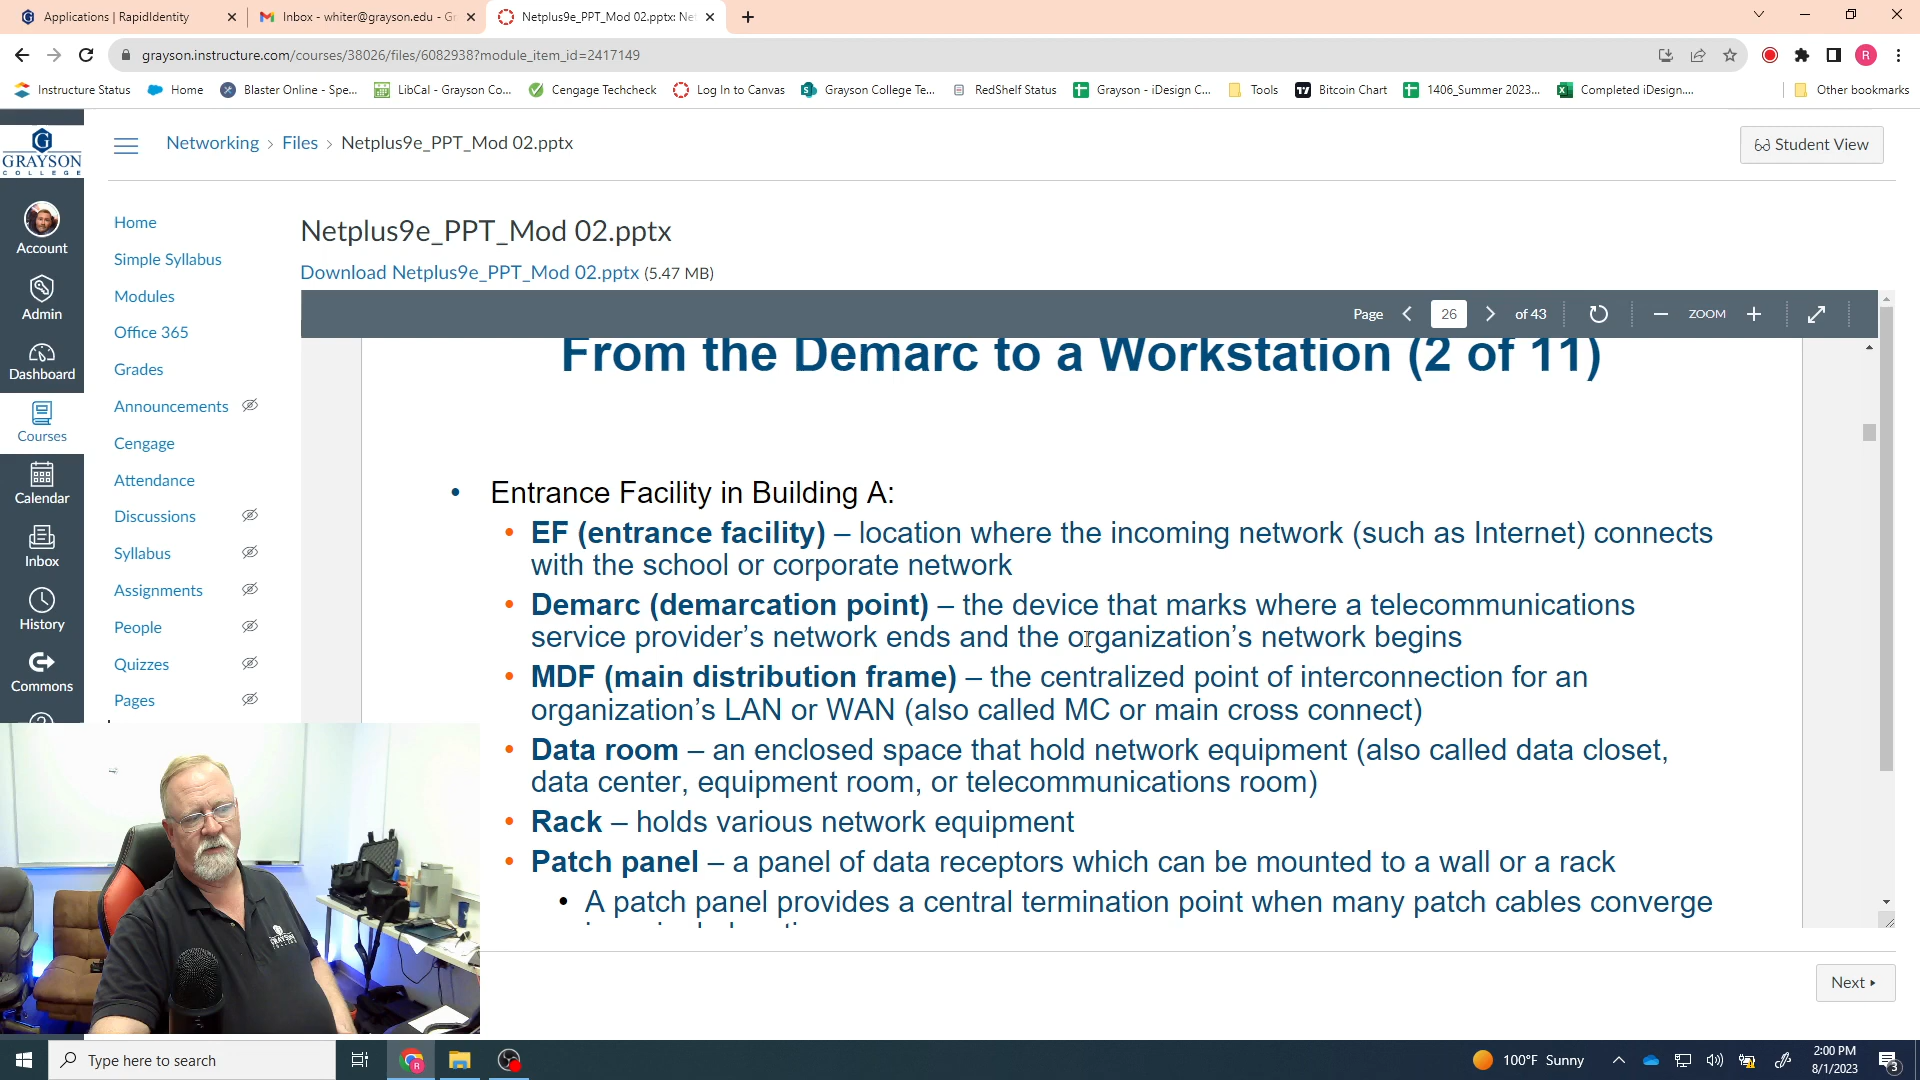 Applications | RapidIdentity
Inbox - whiter@grayson.edu - Gr
Netplus9e_PPT_Mod 02.pptx: Ne
grayson.instructure.com/courses/38026/files/6082938?module_item_id=2417149
R
Instructure Status
Home
Blaster Online - Spe...
LibCal - Grayson Co...
Cengage Techcheck
Log In to Canvas
Grayson College Te...
RedShelf Status
Grayson - iDesign C...
Tools
Bitcoin Chart
1406_Summer 2023...
Completed iDesign....
Other bookmarks
GRAYSON
COLLEGE
Networking › Files › Netplus9e_PPT_Mod 02.pptx
Student View
Account
Admin
Dashboard
Courses
Calendar
Inbox
History
Commons
Home
Simple Syllabus
Modules
Office 365
Grades
Announcements
Cengage
Attendance
Discussions
Syllabus
Assignments
People
Quizzes
Pages
Netplus9e_PPT_Mod 02.pptx
Download Netplus9e_PPT_Mod 02.pptx (5.47 MB)
Page 26 of 43 ZOOM
From the Demarc to a Workstation (2 of 11)
• Entrance Facility in Building A:
• EF (entrance facility) – location where the incoming network (such as Internet) connects
with the school or corporate network
• Demarc (demarcation point) – the device that marks where a telecommunications
service provider's network ends and the organization's network begins
• MDF (main distribution frame) – the centralized point of interconnection for an
organization's LAN or WAN (also called MC or main cross connect)
• Data room – an enclosed space that hold network equipment (also called data closet,
data center, equipment room, or telecommunications room)
• Rack – holds various network equipment
• Patch panel – a panel of data receptors which can be mounted to a wall or a rack
• A patch panel provides a central termination point when many patch cables converge
GRAYSON
Next
Type here to search
100°F Sunny
2:00 PM
8/1/2023
3